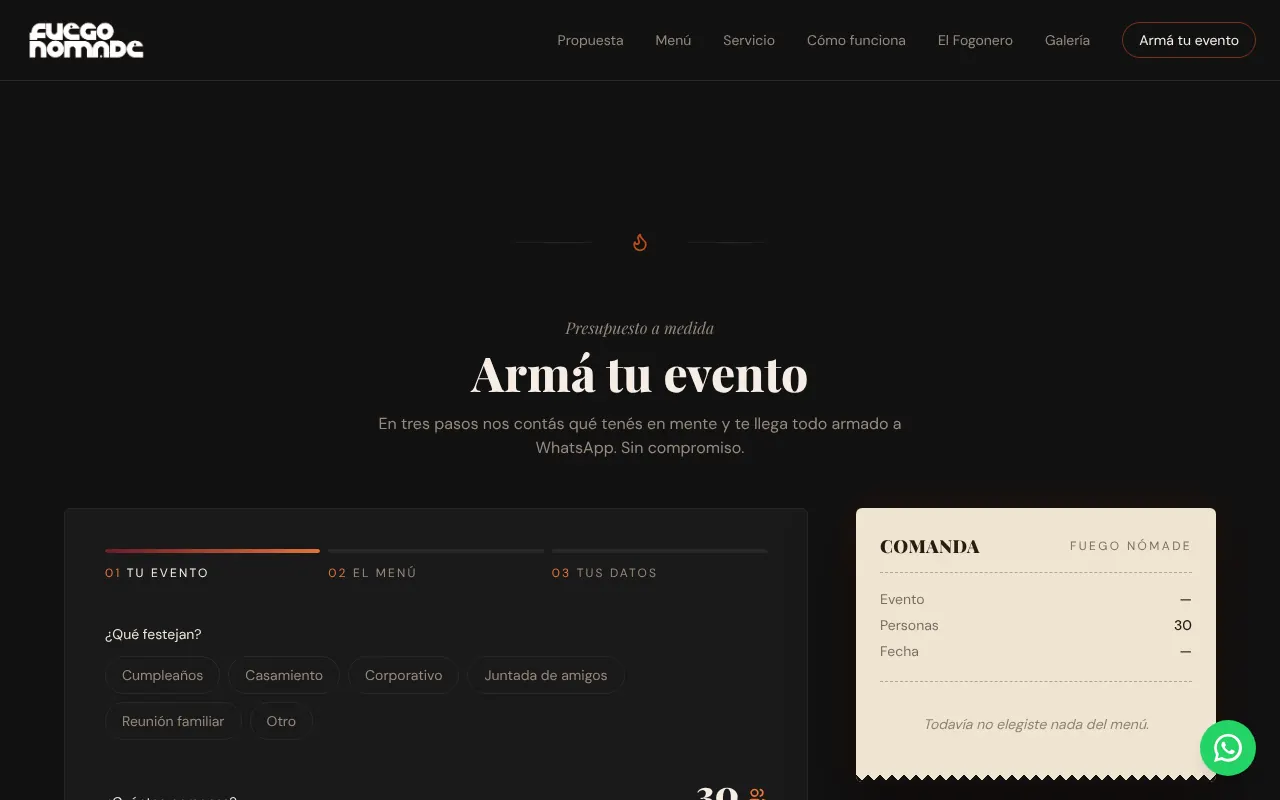 FUEGO
NOMADE
Propuesta
Menú
Servicio
Cómo funciona
El Fogonero
Galería
Armá tu evento
Presupuesto a medida
Armá tu evento
En tres pasos nos contás qué tenés en mente y te llega todo armado a
WhatsApp. Sin compromiso.
01 TU EVENTO
02 EL MENÚ
03 TUS DATOS
¿Qué festejan?
Cumpleaños
Casamiento
Corporativo
Juntada de amigos
Reunión familiar
Otro
30
COMANDA
FUEGO NÓMADE
Evento —
Personas 30
Fecha —
Todavía no elegiste nada del menú.